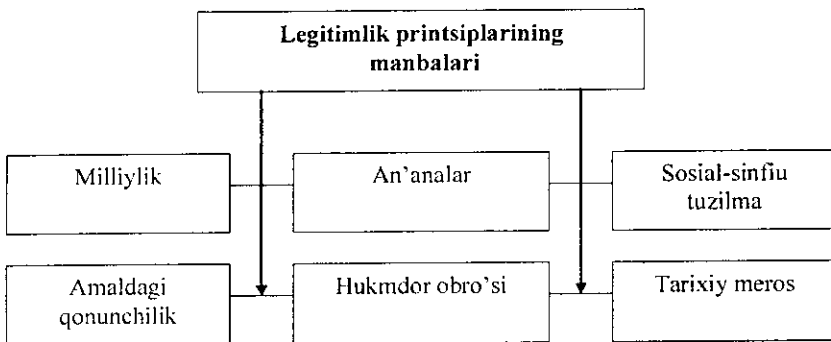 Legitimlik printsiplarining
manbalari
Milliylik
An'analar
Sosial-sinfiu
tuzilma
Amaldagi
qonunchilik
Hukmdor obro'si
Tarixiy meros